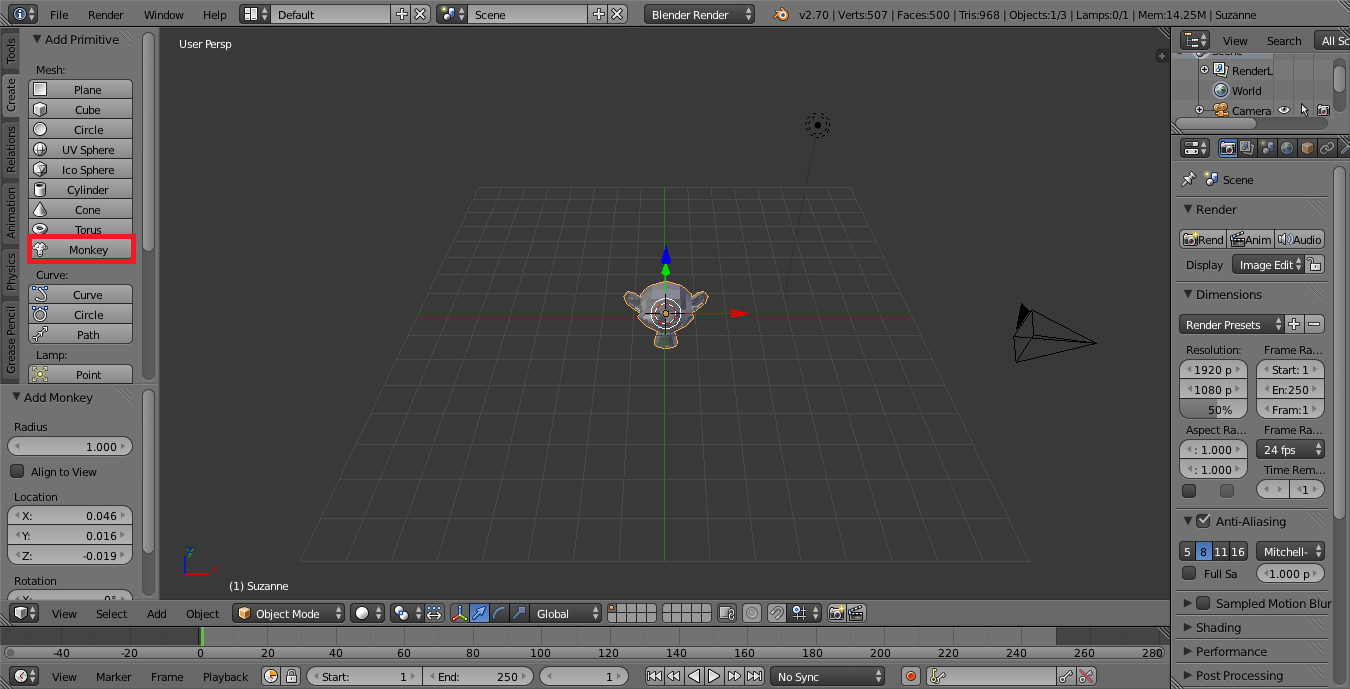 File Render Window Help Default Scene Blender Render v2.70 | Verts:507 | Faces:500 | Tris:968 | Objects:1/3 | Lamps:0/1 | Mem:14.25M | Suzanne
Tools
Create
Relations
Animation
Physics
Grease Pencil
Add Primitive
Mesh:
Plane
Cube
Circle
UV Sphere
Ico Sphere
Cylinder
Cone
Torus
Monkey
Curve:
Curve
Circle
Path
Lamp:
Point
Add Monkey
Radius
1.000
Align to View
Location
X: 0.046
Y: 0.016
Z: -0.019
Rotation
User Persp
(1) Suzanne
View Select Add Object Object Mode Global
-40 -20 0 20 40 60 80 100 120 140 160 180 200 220 240 260 280
View Marker Frame Playback Start: 1 End: 250 1 No Sync
View Search All Sc
RenderL
World
Camera
Scene
Render
Rend Anim Audio
Display Image Edit
Dimensions
Render Presets
Resolution: Frame Ra...
1920 p Start: 1
1080 p En:250
50% Fram:1
Aspect Ra... Frame Ra...
: 1.000 24 fps
: 1.000 Time Rem...
1
Anti-Aliasing
5 8 11 16 Mitchell-
Full Sa 1.000 p
Sampled Motion Blur
Shading
Performance
Post Processing